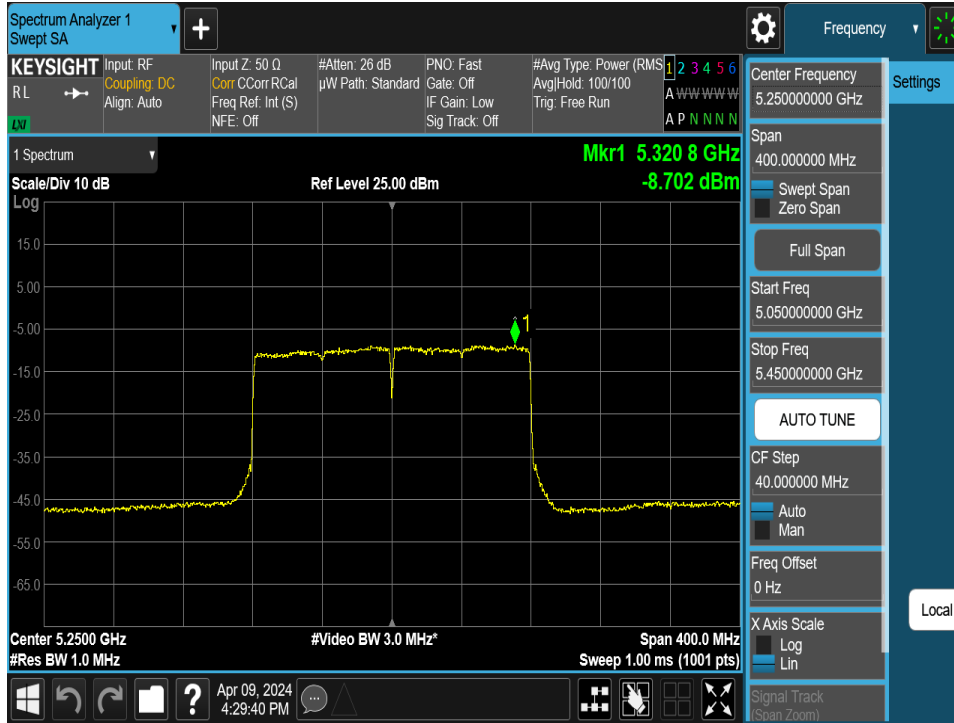 Spectrum Analyzer 1
Swept SA
+
Frequency
KEYSIGHT
RL
LXI
Input: RF
Coupling: DC
Align: Auto
Input Z: 50 Ω
Corr CCorr RCal
Freq Ref: Int (S)
NFE: Off
#Atten: 26 dB
µW Path: Standard
PNO: Fast
Gate: Off
IF Gain: Low
Sig Track: Off
#Avg Type: Power (RMS
Avg|Hold: 100/100
Trig: Free Run
1 2 3 4 5 6
A W W W W W
A P N N N N
1 Spectrum
Mkr1 5.320 8 GHz
Scale/Div 10 dB
Ref Level 25.00 dBm
-8.702 dBm
Log
15.0
5.00
-5.00
-15.0
-25.0
-35.0
-45.0
-55.0
-65.0
1
Center 5.2500 GHz
#Video BW 3.0 MHz*
Span 400.0 MHz
#Res BW 1.0 MHz
Sweep 1.00 ms (1001 pts)
Center Frequency
5.250000000 GHz
Settings
Span
400.000000 MHz
Swept Span
Zero Span
Full Span
Start Freq
5.050000000 GHz
Stop Freq
5.450000000 GHz
AUTO TUNE
CF Step
40.000000 MHz
Auto
Man
Freq Offset
0 Hz
Local
X Axis Scale
Log
Lin
Signal Track
(Span Zoom)
?
Apr 09, 2024
4:29:40 PM